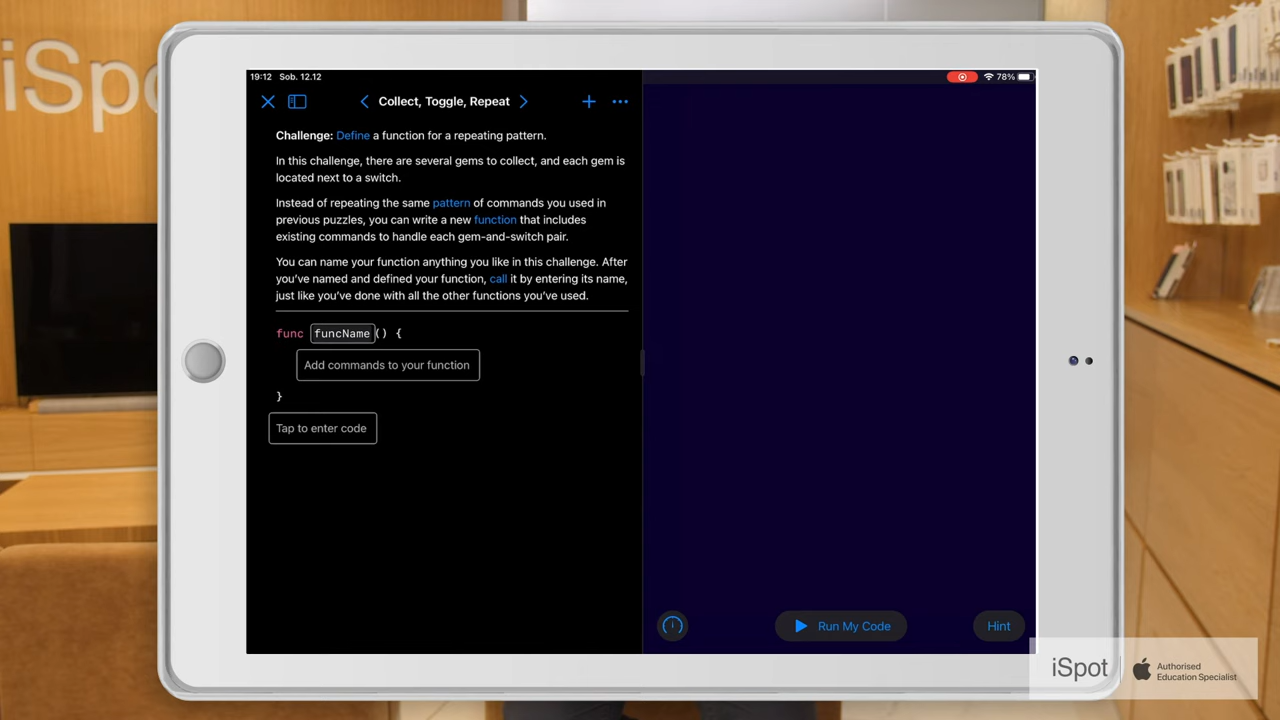 iSpo
19:12 Sob. 12.12
78%
Collect, Toggle, Repeat
Challenge: Define a function for a repeating pattern.
In this challenge, there are several gems to collect, and each gem is
located next to a switch.
Instead of repeating the same pattern of commands you used in
previous puzzles, you can write a new function that includes
existing commands to handle each gem-and-switch pair.
You can name your function anything you like in this challenge. After
you've named and defined your function, call it by entering its name,
just like you've done with all the other functions you've used.
func funcName() {
Add commands to your function
}
Tap to enter code
Run My Code
Hint
iSpot
Authorised
Education Specialist